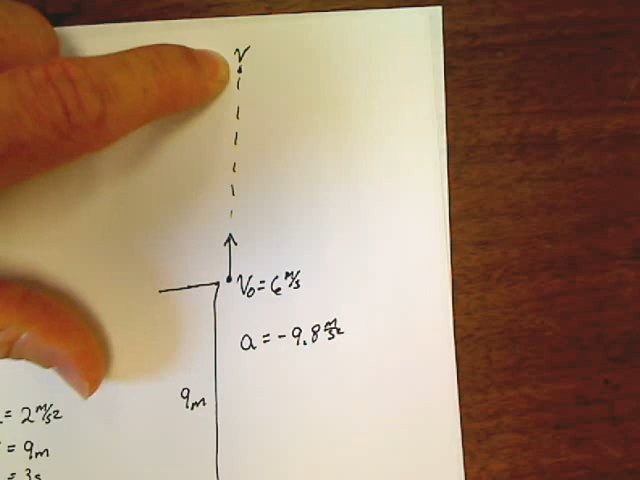 V
V₀ = 6 m/s
a = -9.8 m/s²
9m
= 2 m/s²
= 9m
= 3s